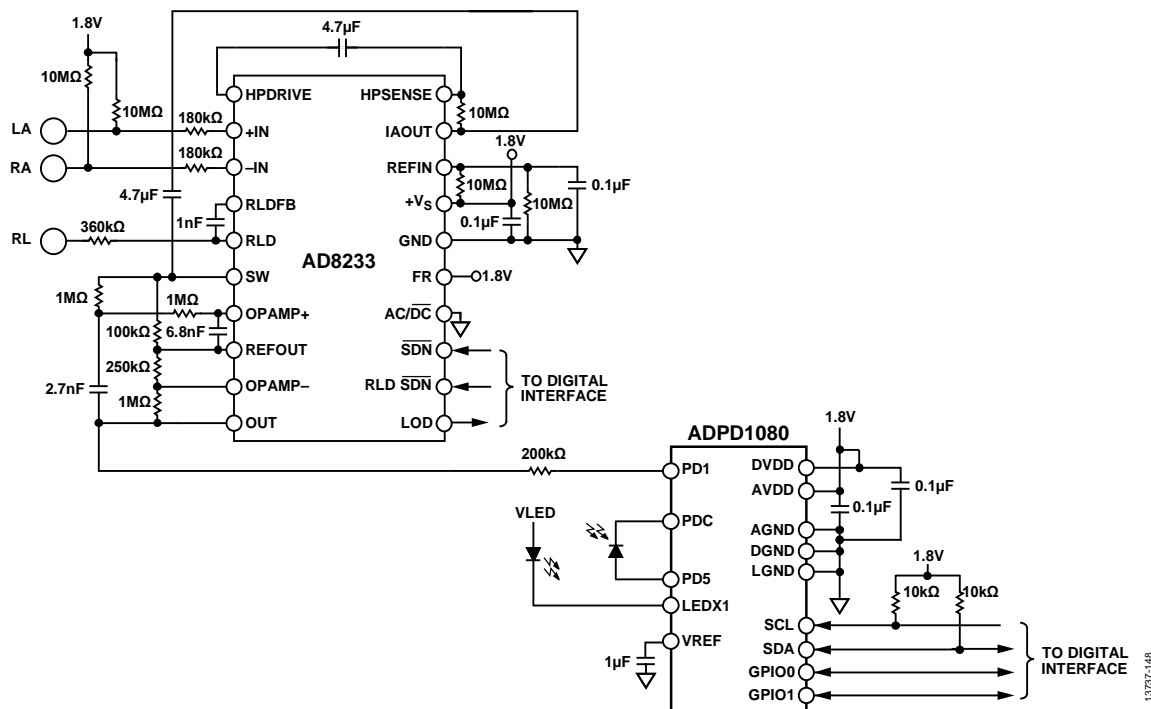 1.8V
4.7µF
10MΩ
HPDRIVE
HPSENSE
10MΩ
10MΩ
LA
180kΩ
+IN
IAOUT
1.8V
RA
180kΩ
–IN
REFIN
10MΩ
0.1µF
4.7µF
RLDFB
+VS
10MΩ
1nF
0.1µF
RL
360kΩ
RLD
GND
AD8233
SW
FR
1.8V
1MΩ
1MΩ
OPAMP+
AC/DC
100kΩ
6.8nF
REFOUT
SDN
250kΩ
2.7nF
OPAMP–
RLD SDN
TO DIGITAL
INTERFACE
1MΩ
OUT
LOD
ADPD1080
1.8V
200kΩ
PD1
DVDD
AVDD
0.1µF
0.1µF
VLED
PDC
AGND
DGND
1.8V
PD5
LGND
10kΩ
10kΩ
LEDX1
SCL
VREF
SDA
1µF
GPIO0
TO DIGITAL
INTERFACE
GPIO1
13737-148